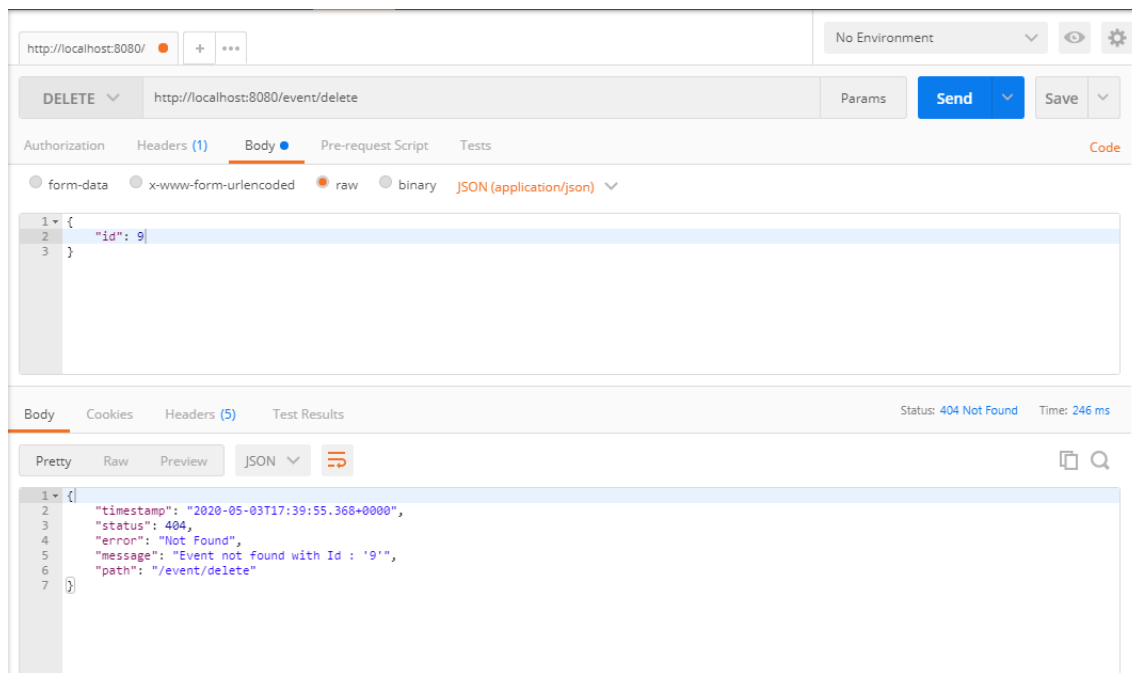 http://localhost:8080/ + ••• No Environment
DELETE http://localhost:8080/event/delete Params Send Save
Authorization Headers (1) Body Pre-request Script Tests Code
form-data x-www-form-urlencoded raw binary JSON (application/json)
1 {
2 "id": 9
3 }
Body Cookies Headers (5) Test Results Status: 404 Not Found Time: 246 ms
Pretty Raw Preview JSON
1 {
2 "timestamp": "2020-05-03T17:39:55.368+0000",
3 "status": 404,
4 "error": "Not Found",
5 "message": "Event not found with Id : '9'",
6 "path": "/event/delete"
7 }